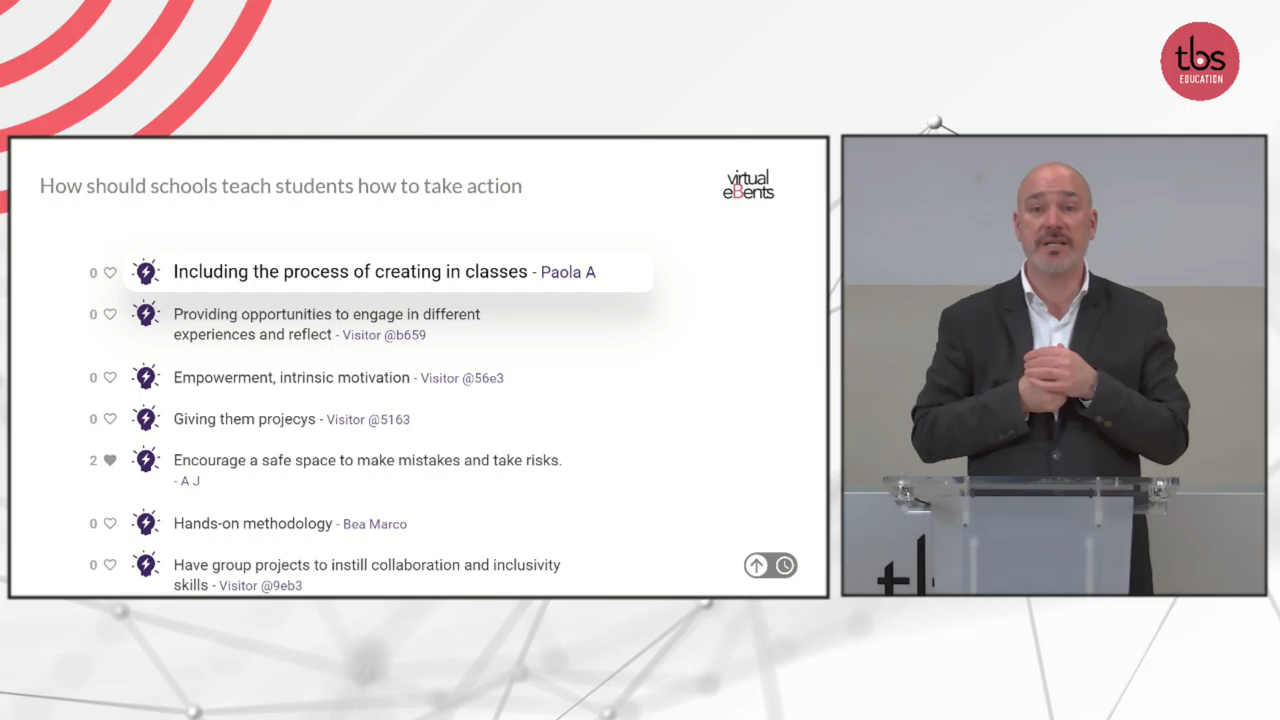 tbs
EDUCATION
How should schools teach students how to take action
virtual
eBents
0 Including the process of creating in classes - Paola A
0 Providing opportunities to engage in different
experiences and reflect - Visitor @b659
0 Empowerment, intrinsic motivation - Visitor @56e3
0 Giving them projecys - Visitor @5163
2 Encourage a safe space to make mistakes and take risks.
- A J
0 Hands-on methodology - Bea Marco
0 Have group projects to instill collaboration and inclusivity
skills - Visitor @9eb3